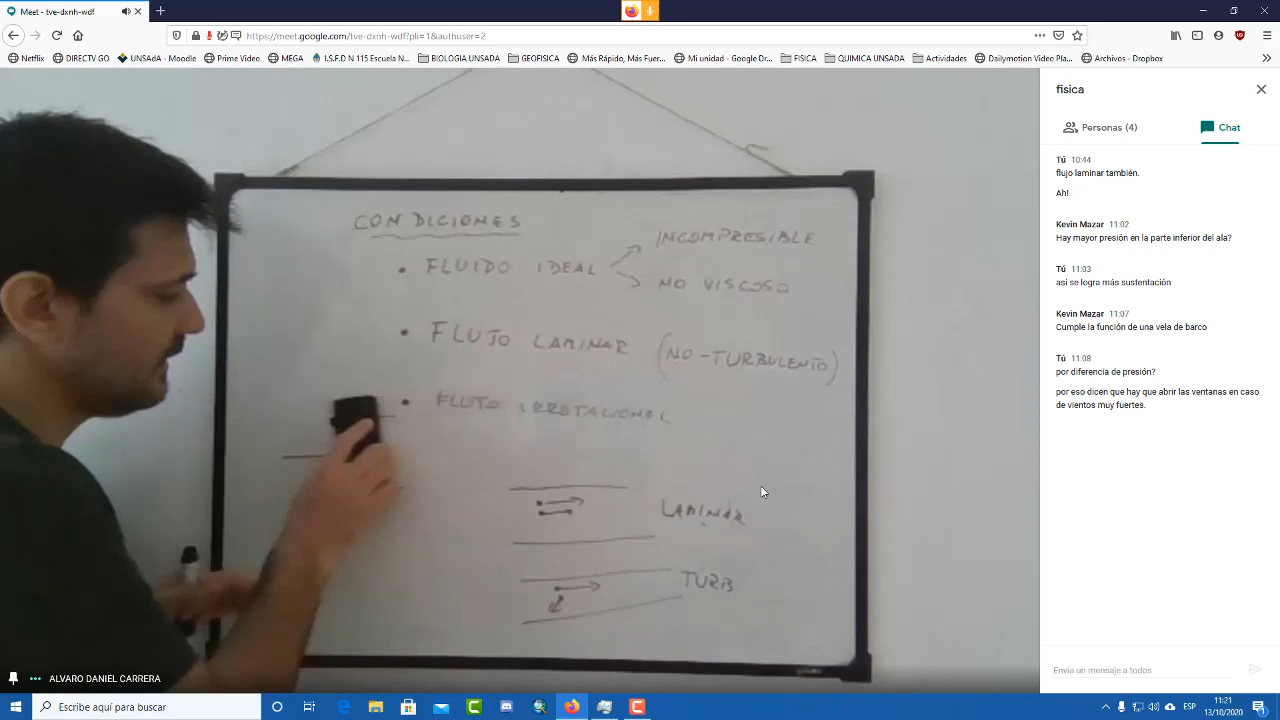 Meet - tve-dxnh-wdf
https://meet.google.com/tve-dxnh-wdf?pli=1&authuser=2
Netflix DIRECTV GO UNSAdA - Moodle Prime Video MEGA I.S.F.D N 115 Escuela N... BIOLOGIA UNSADA GEOFISICA Más Rápido, Más Fuer... Mi unidad - Google Dr... FISICA QUIMICA UNSADA Actividades Dailymotion Video Pla... Archivos - Dropbox
CONDICIONES
• FLUIDO IDEAL
INCOMPRESIBLE
NO VISCOSO
• FLUJO LAMINAR (NO-TURBULENTO)
• FLUJO IRROTACIONAL
LAMINAR
TURB
ALVARO DANIEL CARRERA
fisica
Personas (4) Chat
Tú 10:44
flujo laminar también.
Ah!
Kevin Mazar 11:02
Hay mayor presión en la parte inferior del ala?
Tú 11:03
asi se logra más sustentación
Kevin Mazar 11:07
Cumple la función de una vela de barco
Tú 11:08
por diferencia de presión?
por eso dicen que hay que abrir las ventanas en caso
de vientos muy fuertes.
Envía un mensaje a todos
Escribe aquí para buscar
ESP
11:21
13/10/2020